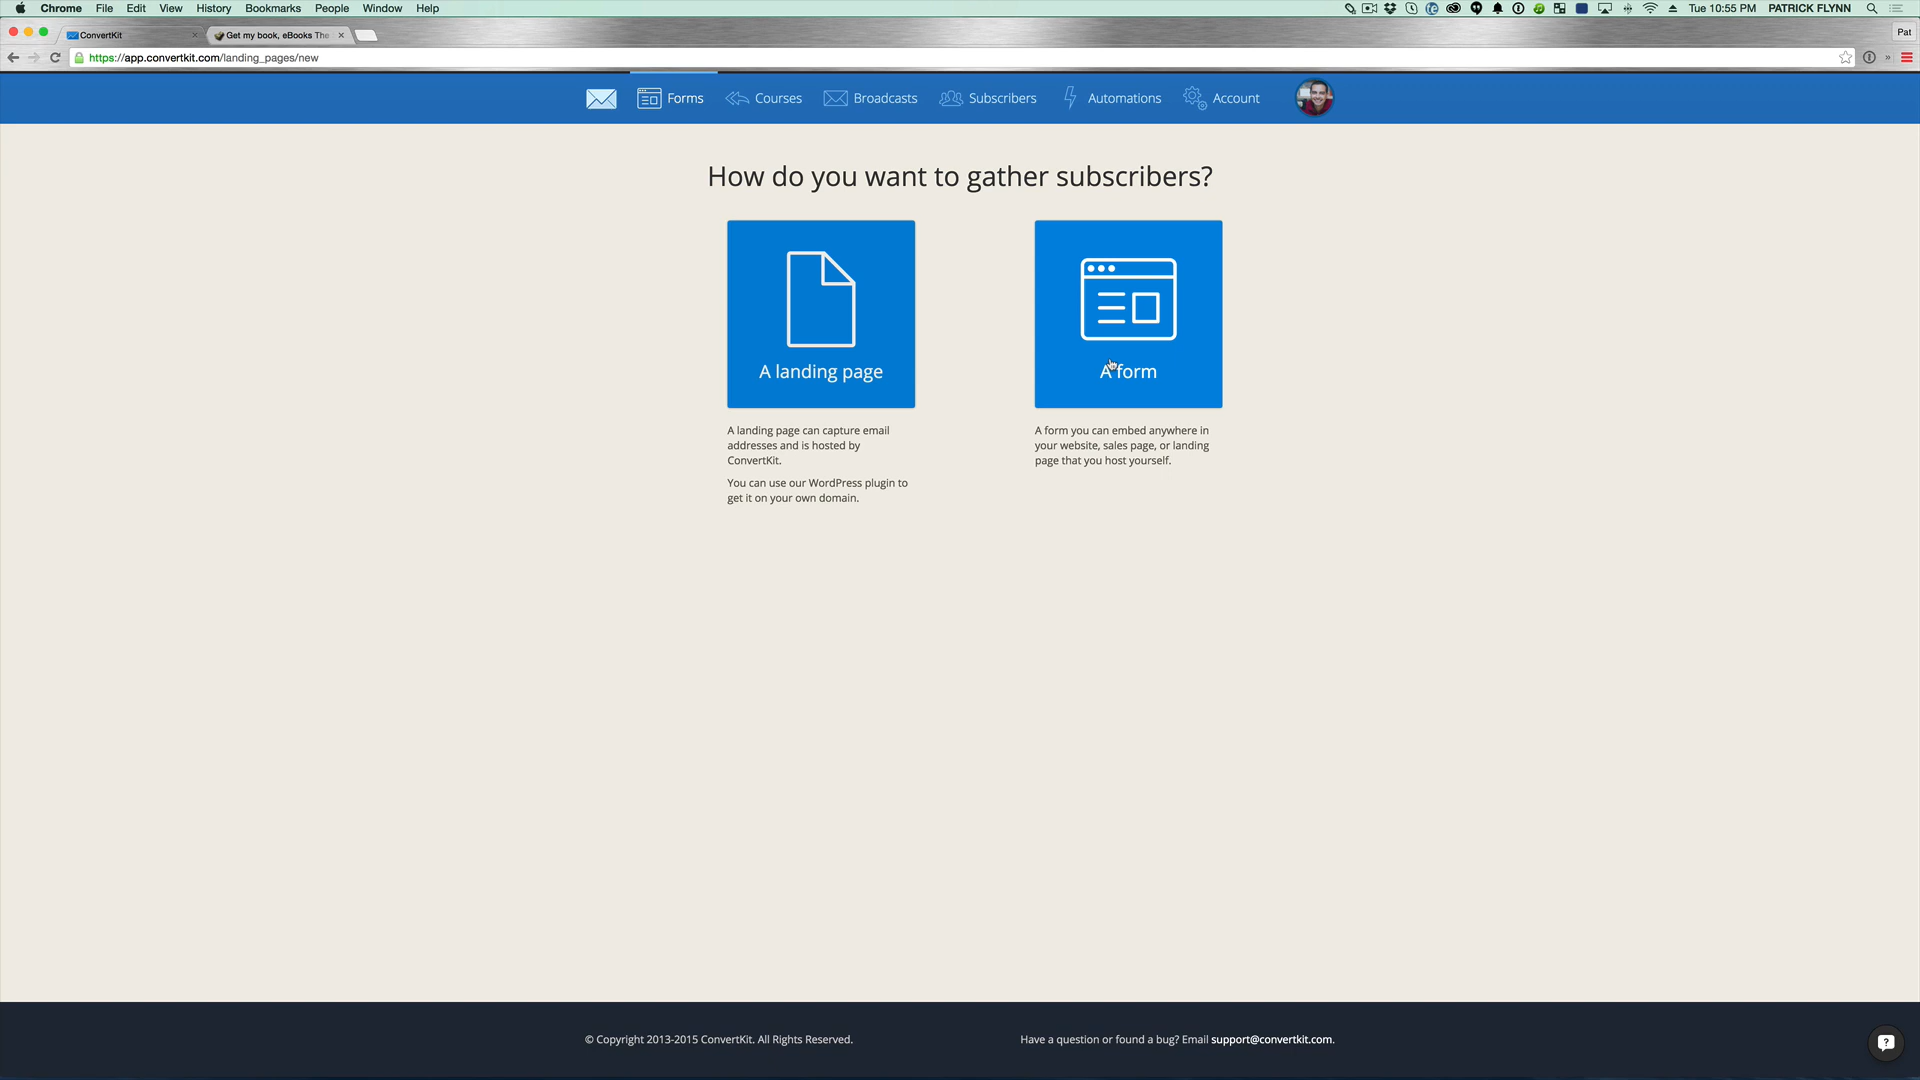 Chrome File Edit View History Bookmarks People Window Help Tue 10:55 PM PATRICK FLYNN
ConvertKit Get my book, eBooks The Pat
https://app.convertkit.com/landing_pages/new
Forms Courses Broadcasts Subscribers Automations Account
How do you want to gather subscribers?
A landing page
A form
A landing page can capture email
addresses and is hosted by
ConvertKit.
You can use our WordPress plugin to
get it on your own domain.
A form you can embed anywhere in
your website, sales page, or landing
page that you host yourself.
© Copyright 2013-2015 ConvertKit. All Rights Reserved.
Have a question or found a bug? Email support@convertkit.com.